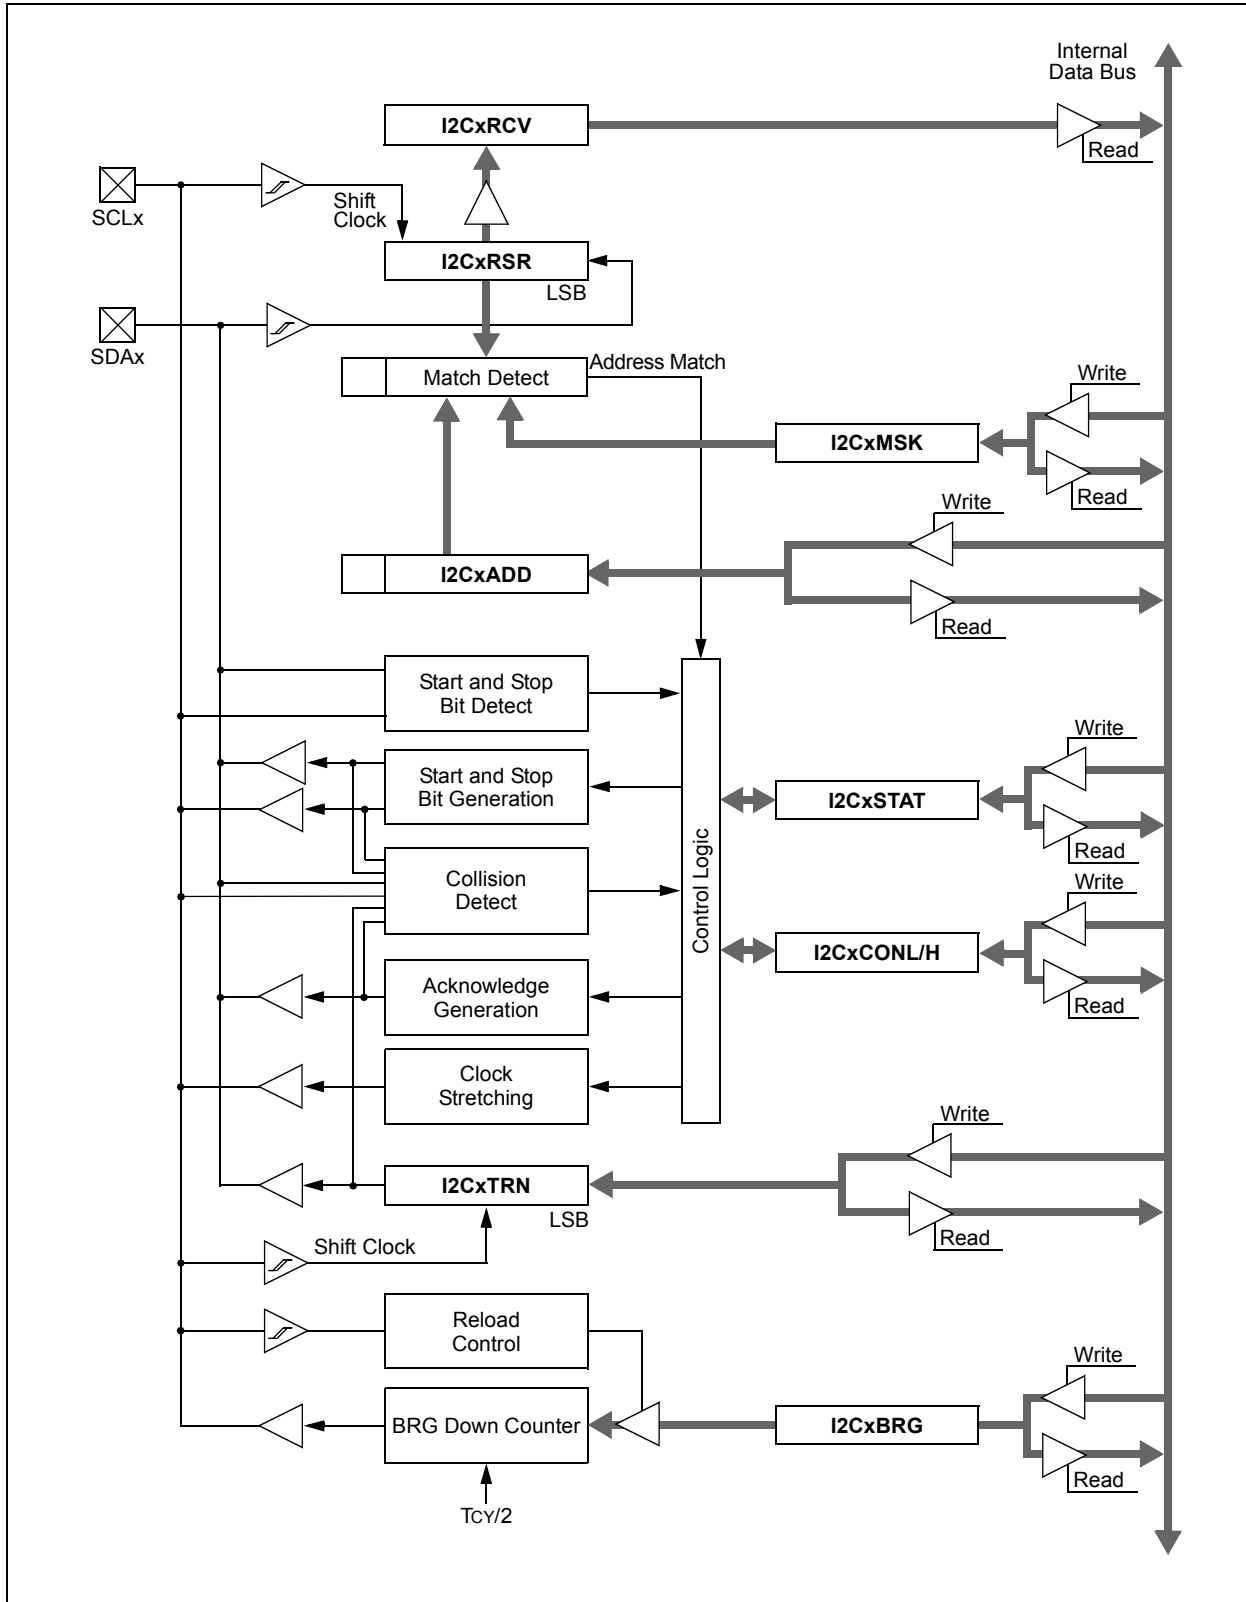 Internal
Data Bus
I2CxRCV
Read
SCLx
Shift
Clock
I2CxRSR
LSB
SDAx
Address Match
Match Detect
Write
I2CxMSK
Read
Write
I2CxADD
Read
Start and Stop
Bit Detect
Write
Start and Stop
Bit Generation
I2CxSTAT
Read
Control Logic
Collision
Detect
Write
I2CxCONL/H
Read
Acknowledge
Generation
Clock
Stretching
Write
I2CxTRN
LSB
Read
Shift Clock
Reload
Control
Write
BRG Down Counter
I2CxBRG
Read
TCY/2